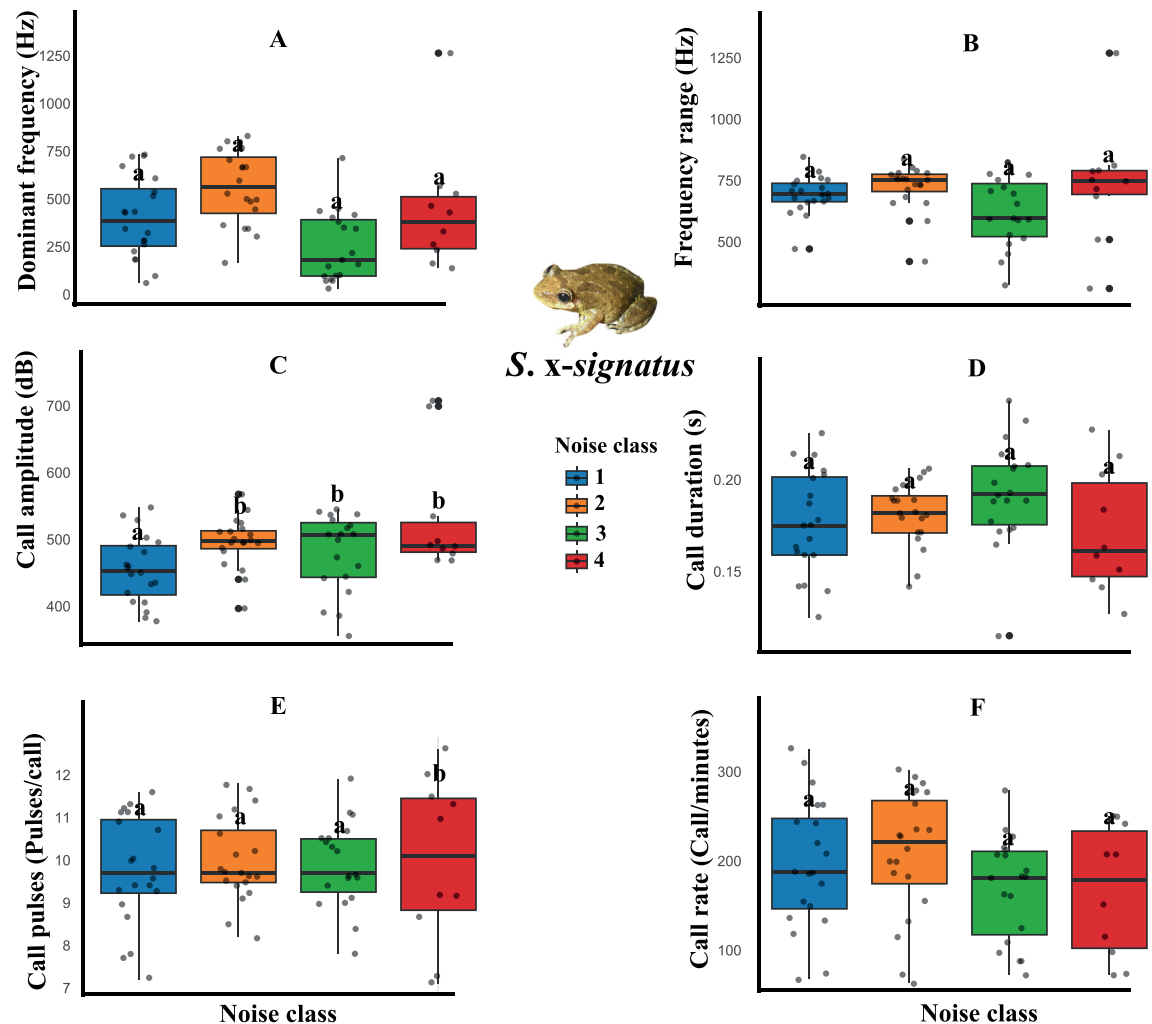 A
Dominant frequency (Hz)
1250
1000
750
500
250
0
a
a
a
a
B
Frequency range (Hz)
1250
1000
750
500
a
a
a
a
S. x-signatus
C
Call amplitude (dB)
700
600
500
400
a
b
b
b
Noise class
1
2
3
4
D
Call duration (s)
0.20
0.15
a
a
a
a
E
Call pulses (Pulses/call)
12
11
10
9
8
7
a
a
a
b
Noise class
F
Call rate (Call/minutes)
300
200
100
a
a
a
a
Noise class